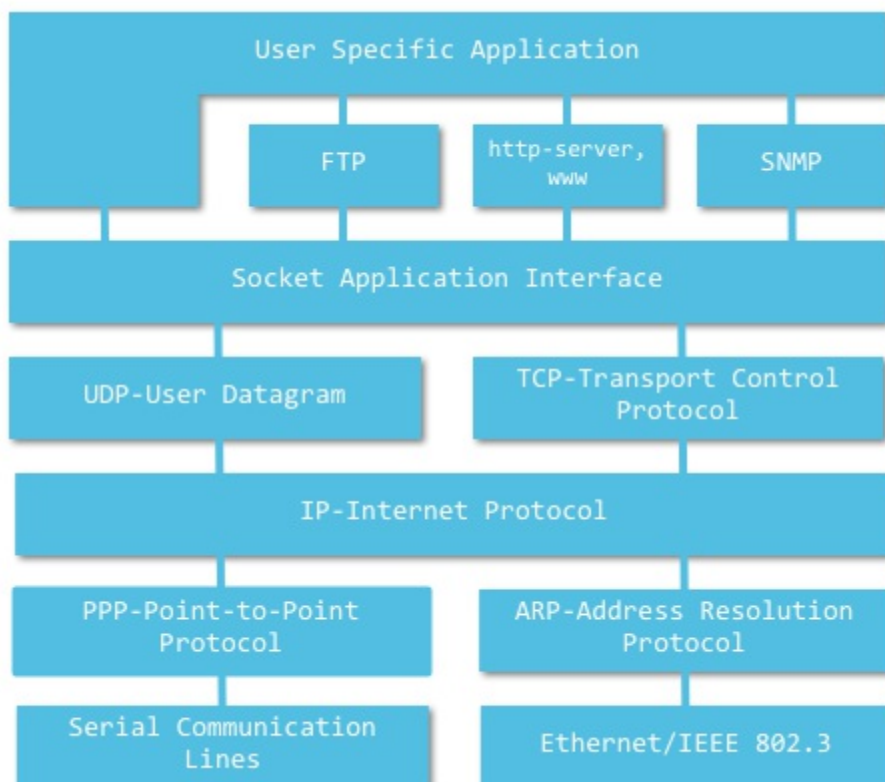 User Specific Application
FTP
http-server,
www
SNMP
Socket Application Interface
UDP-User Datagram
TCP-Transport Control
Protocol
IP-Internet Protocol
PPP-Point-to-Point
Protocol
ARP-Address Resolution
Protocol
Serial Communication
Lines
Ethernet/IEEE 802.3